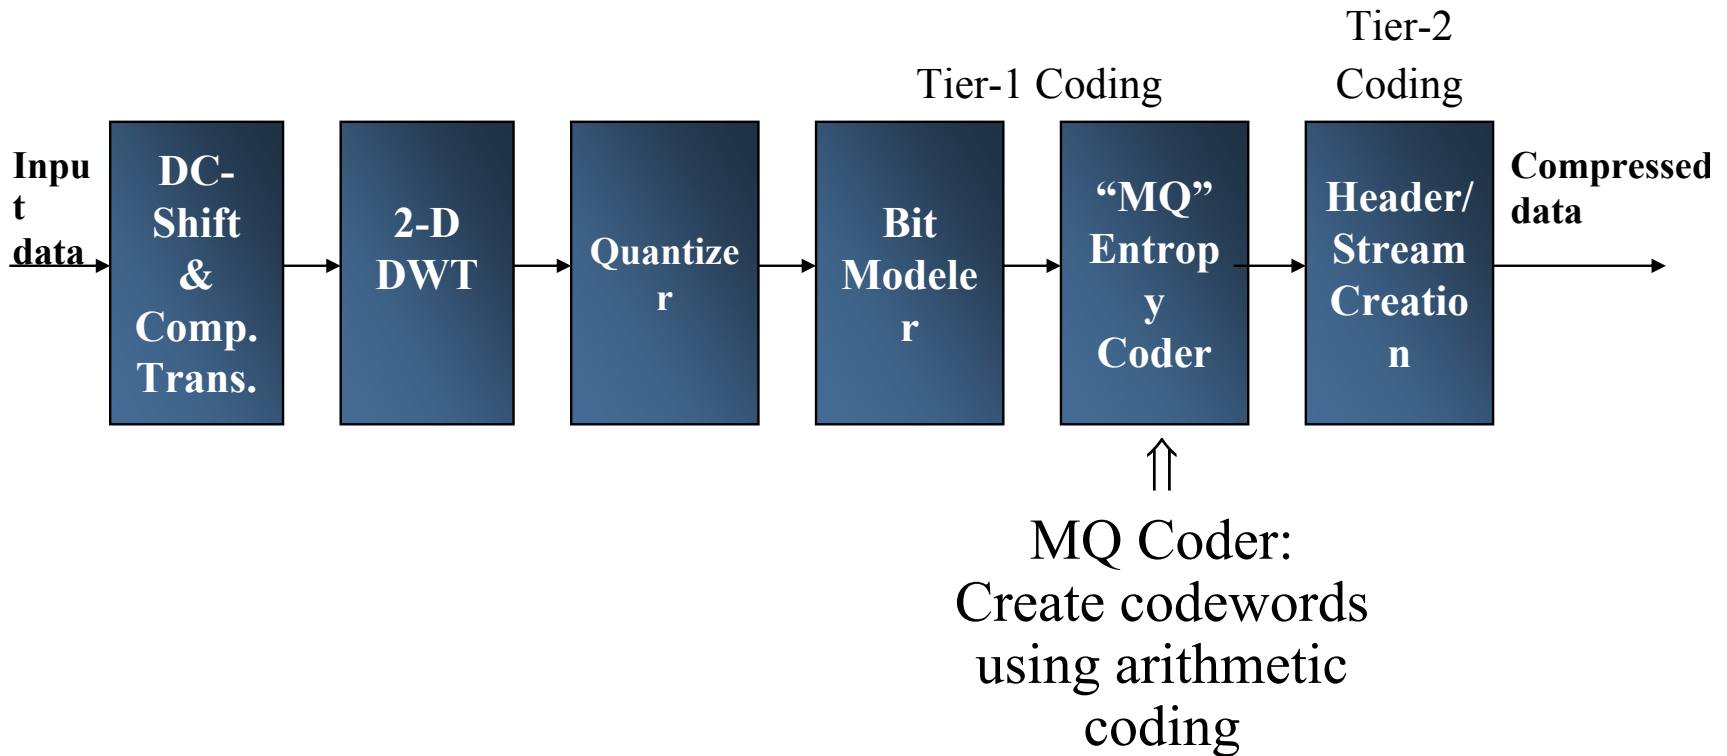 Tier-2
Coding
Tier-1 Coding
Inpu
t
data
DC-
Shift
&
Comp.
Trans.
2-D
DWT
Quantize
r
Bit
Modele
r
“MQ”
Entrop
y
Coder
Header/
Stream
Creatio
n
Compressed
data
⇑
MQ Coder:
Create codewords
using arithmetic
coding